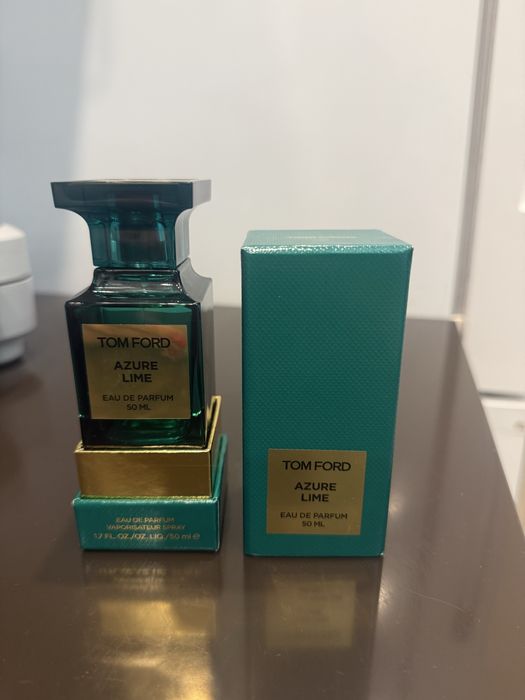 TOM FORD
AZURE
LIME
EAU DE PARFUM
50 ML
EAU DE PARFUM
VAPORISATEUR SPRAY
1.7 FL. OZ./OZ. LIQ./50 ml e
TOM FORD
AZURE
LIME
EAU DE PARFUM
50 ML